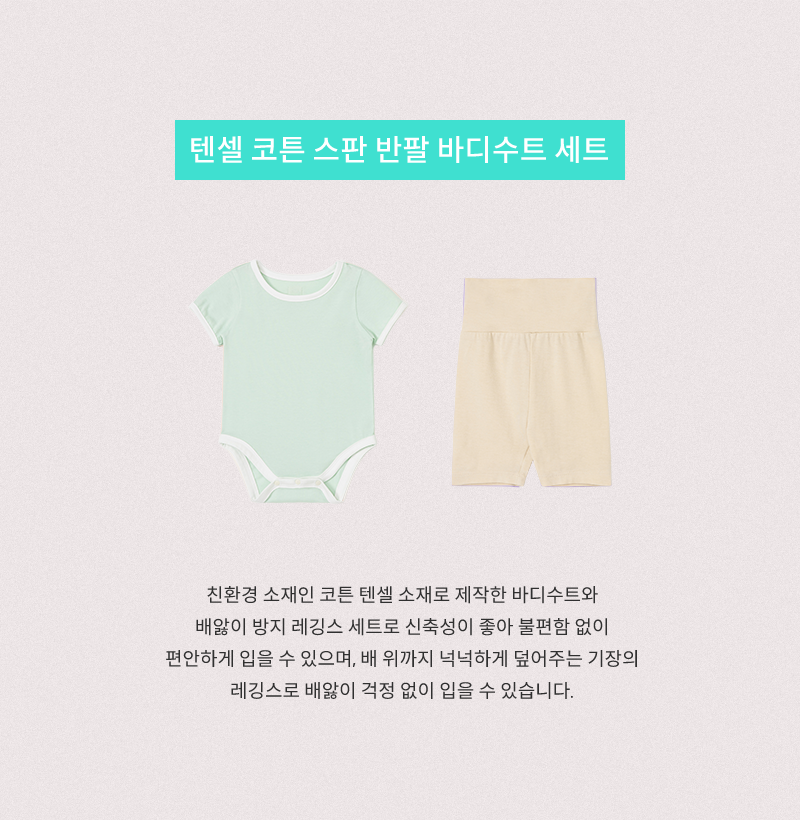 텐셀 코튼 스판 반팔 바디수트 세트
친환경 소재인 코튼 텐셀 소재로 제작한 바디수트와
배앓이 방지 레깅스 세트로 신축성이 좋아 불편함 없이
편안하게 입을 수 있으며, 배 위까지 넉넉하게 덮어주는 기장의
레깅스로 배앓이 걱정 없이 입을 수 있습니다.